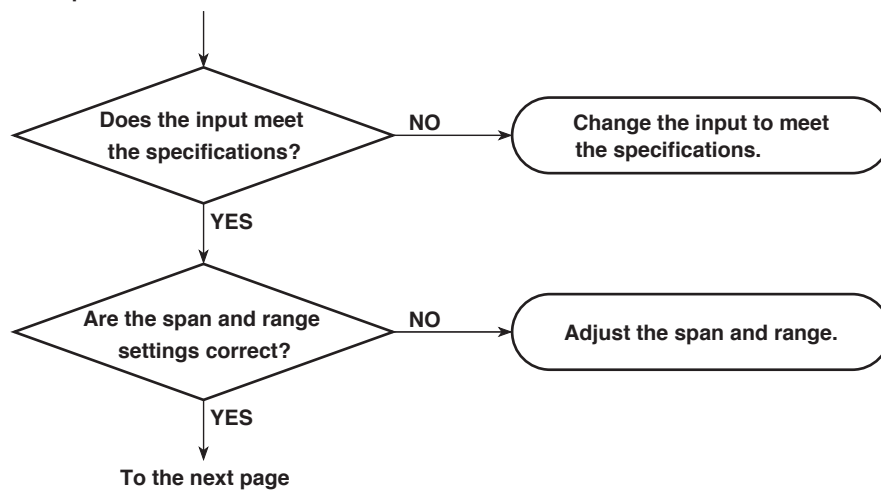 Does the input meet
the specifications?
NO
Change the input to meet
the specifications.
YES
Are the span and range
settings correct?
NO
Adjust the span and range.
YES
To the next page